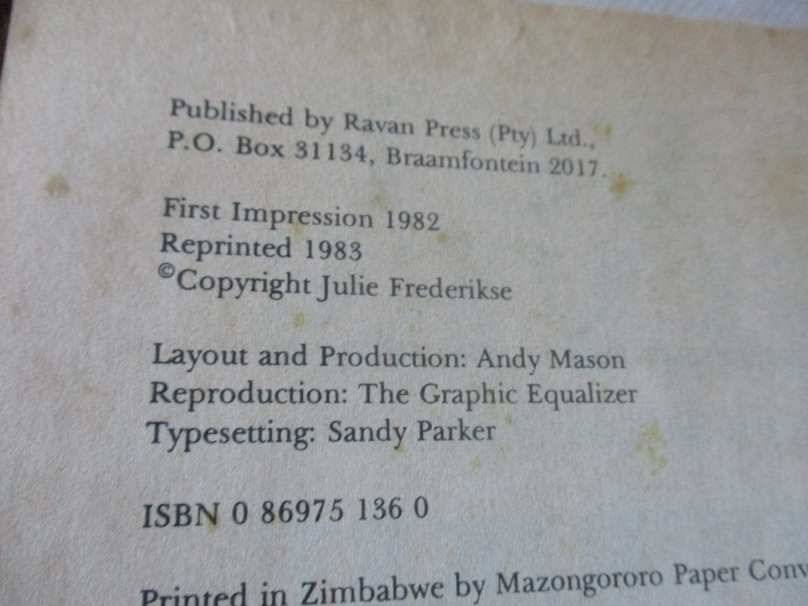 Published by Ravan Press (Pty) Ltd.,
P.O. Box 31134, Braamfontein 2017.
First Impression 1982
Reprinted 1983
©Copyright Julie Frederikse
Layout and Production: Andy Mason
Reproduction: The Graphic Equalizer
Typesetting: Sandy Parker
ISBN 0 86975 136 0
Printed in Zimbabwe by Mazongororo Paper Conv